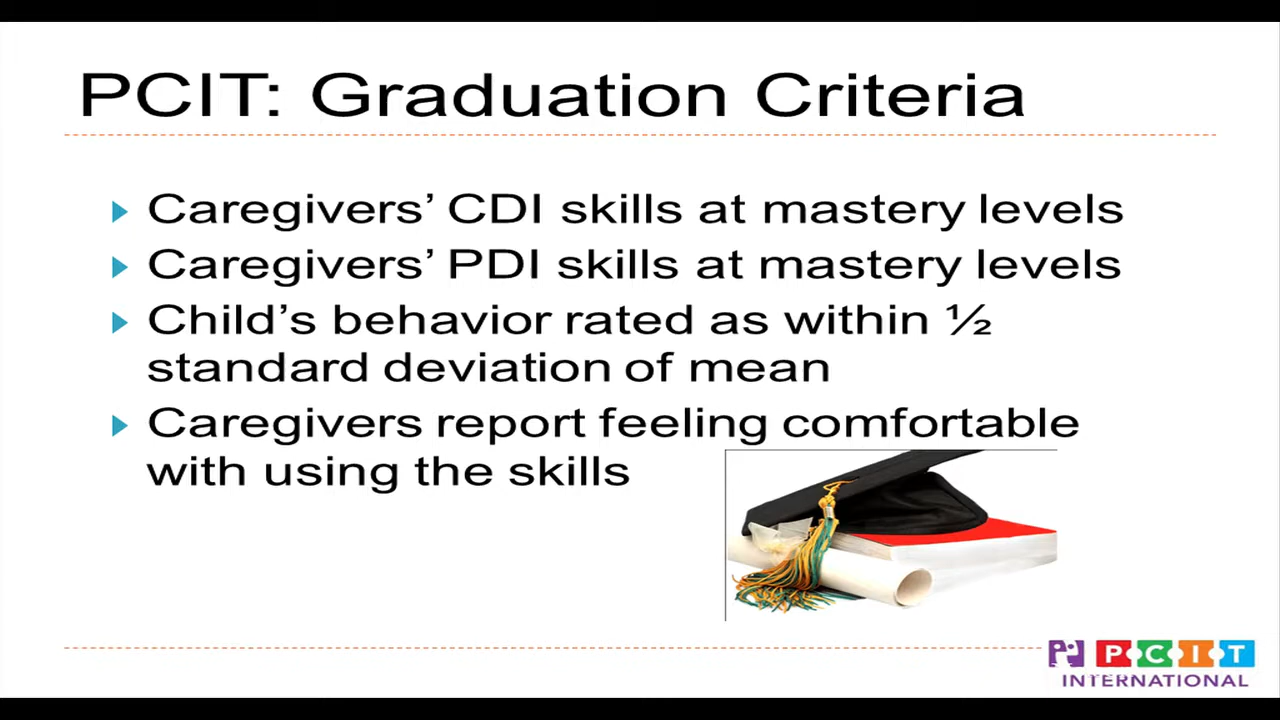 PCIT: Graduation Criteria
Caregivers’ CDI skills at mastery levels
Caregivers’ PDI skills at mastery levels
Child’s behavior rated as within ½
standard deviation of mean
Caregivers report feeling comfortable
with using the skills
PCIT
INTERNATIONAL